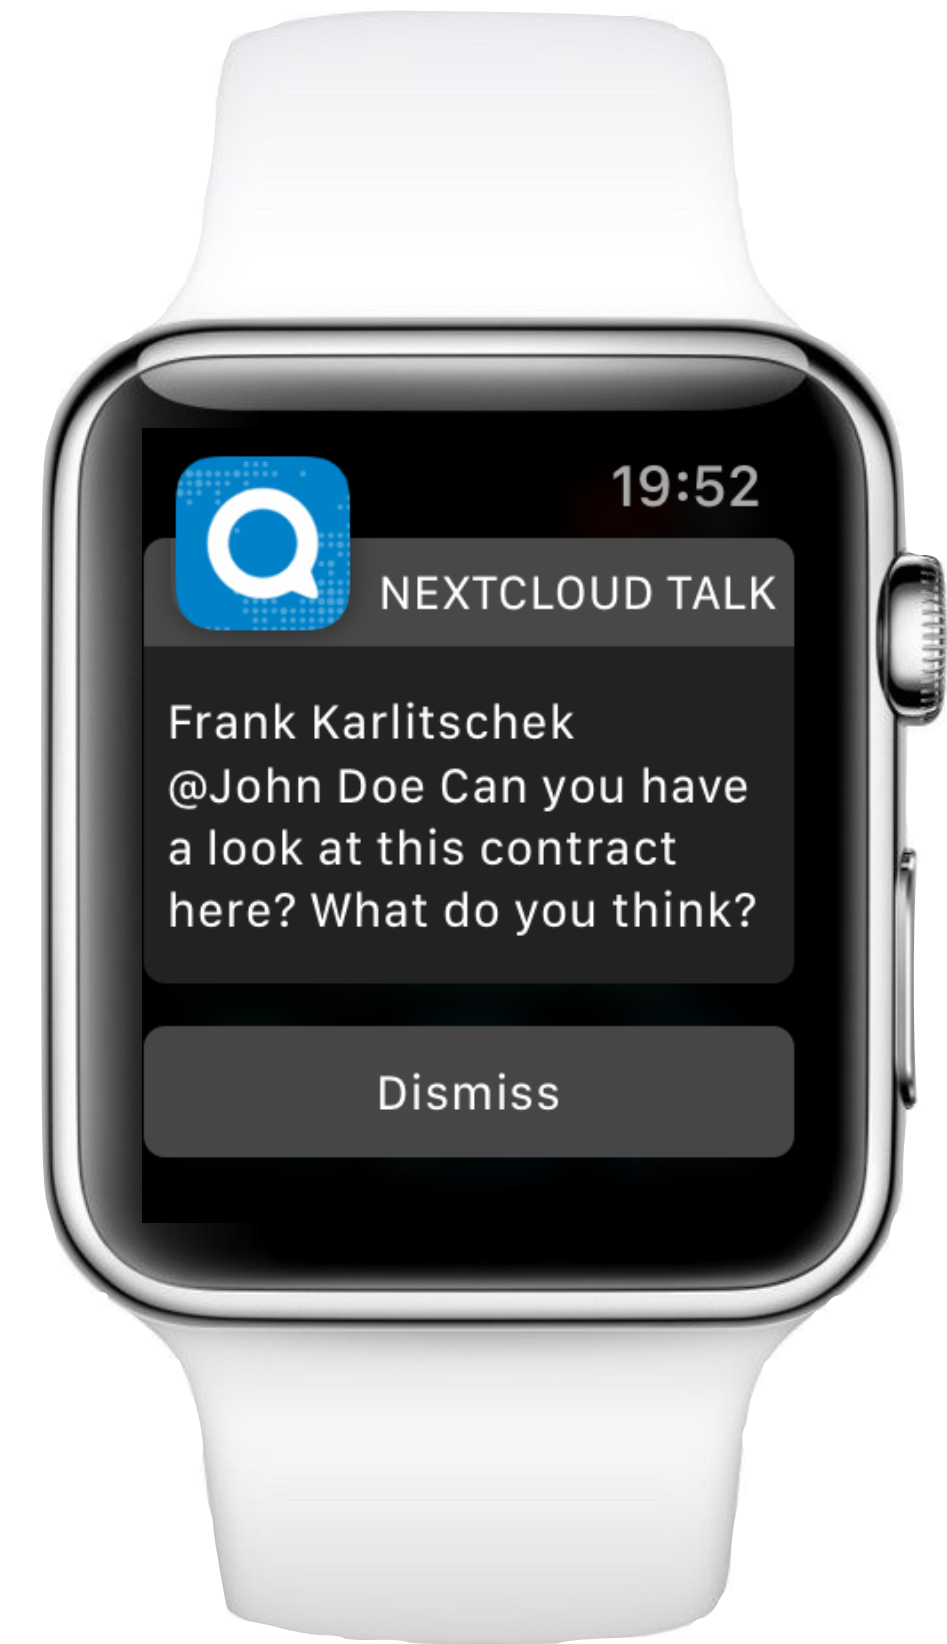 19:52
NEXTCLOUD TALK
Frank Karlitschek
@John Doe Can you have
a look at this contract
here? What do you think?
Dismiss